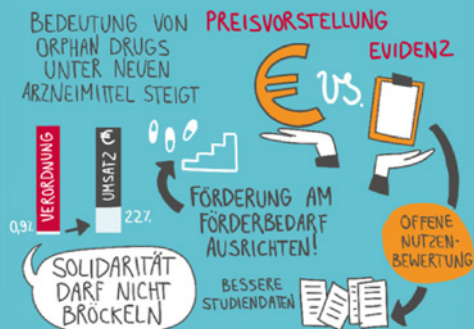 BEDEUTUNG VON
ORPHAN DRUGS
UNTER NEUEN
ARZNEIMITTEL STEIGT
PREISVORSTELLUNG
EVIDENZ
€ VS.
VERORDNUNG
UMSATZ €
0,9%
22%
FÖRDERUNG AM
FÖRDERBEDARF
AUSRICHTEN!
OFFENE
NUTZEN-
BEWERTUNG
SOLIDARITÄT
DARF NICHT
BRÖCKELN
BESSERE
STUDIENDATEN